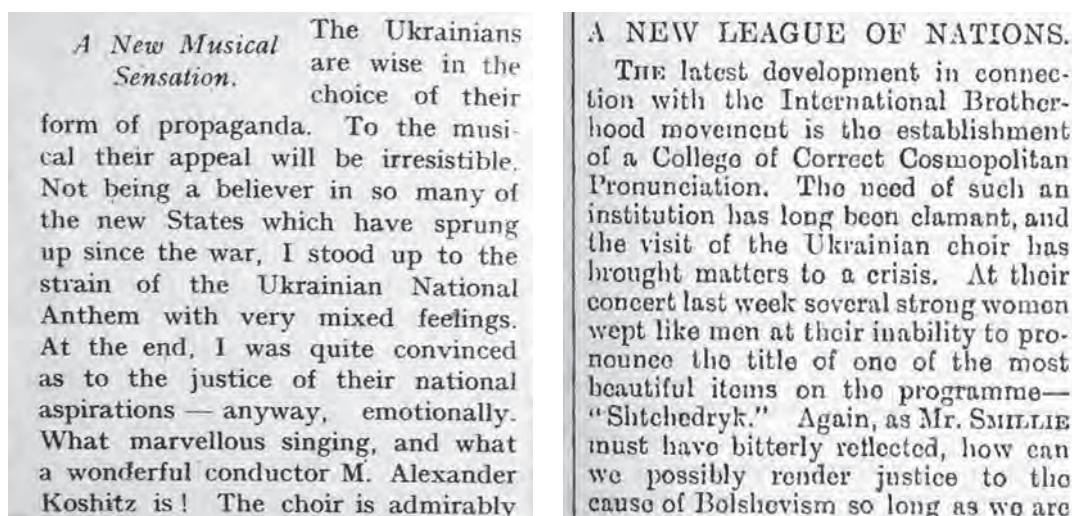 A New Musical
Sensation.
The Ukrainians
are wise in the
choice of their
form of propaganda. To the musi-
cal their appeal will be irresistible.
Not being a believer in so many of
the new States which have sprung
up since the war, I stood up to the
strain of the Ukrainian National
Anthem with very mixed feelings.
At the end, I was quite convinced
as to the justice of their national
aspirations — anyway, emotionally.
What marvellous singing, and what
a wonderful conductor M. Alexander
Koshitz is! The choir is admirably
A NEW LEAGUE OF NATIONS.
THE latest development in connec-
tion with the International Brother-
hood movement is the establishment
of a College of Correct Cosmopolitan
Pronunciation. The need of such an
institution has long been clamant, and
the visit of the Ukrainian choir has
brought matters to a crisis. At their
concert last week several strong women
wept like men at their inability to pro-
nounce the title of one of the most
beautiful items on the programme—
"Shtchedryk." Again, as Mr. SMILLIE
must have bitterly reflected, how can
we possibly render justice to the
cause of Bolshevism so long as we are